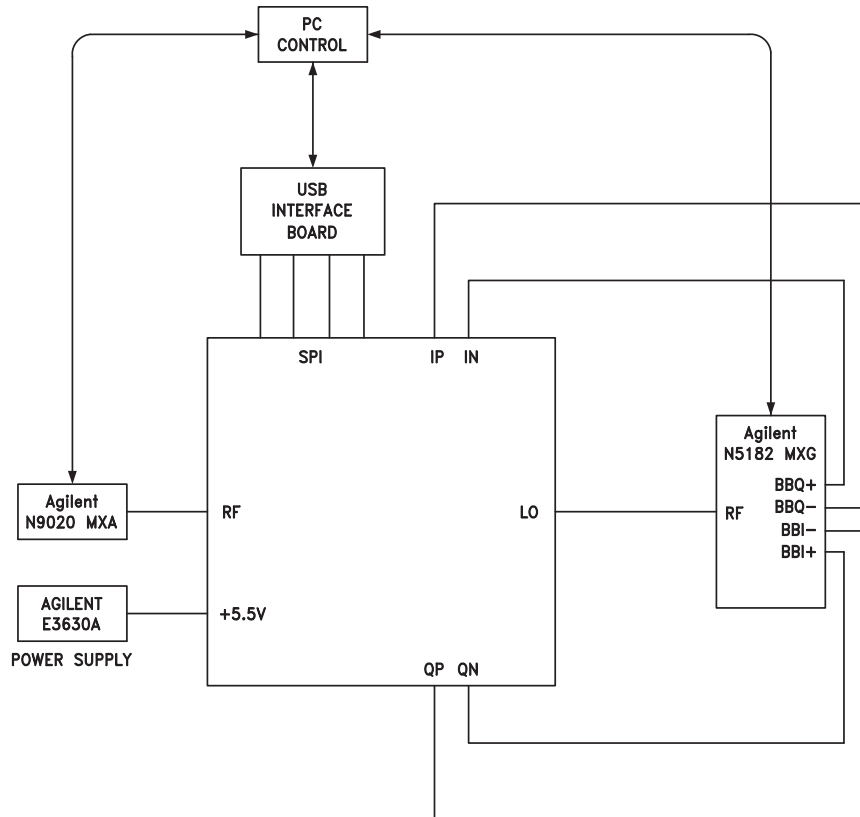 PC
CONTROL
USB
INTERFACE
BOARD
SPI
IP IN
Agilent
N5182 MXG
BBQ+
BBQ-
BBI-
BBI+
RF
Agilent
N9020 MXA
RF
LO
AGILENT
E3630A
+5.5V
POWER SUPPLY
QP QN